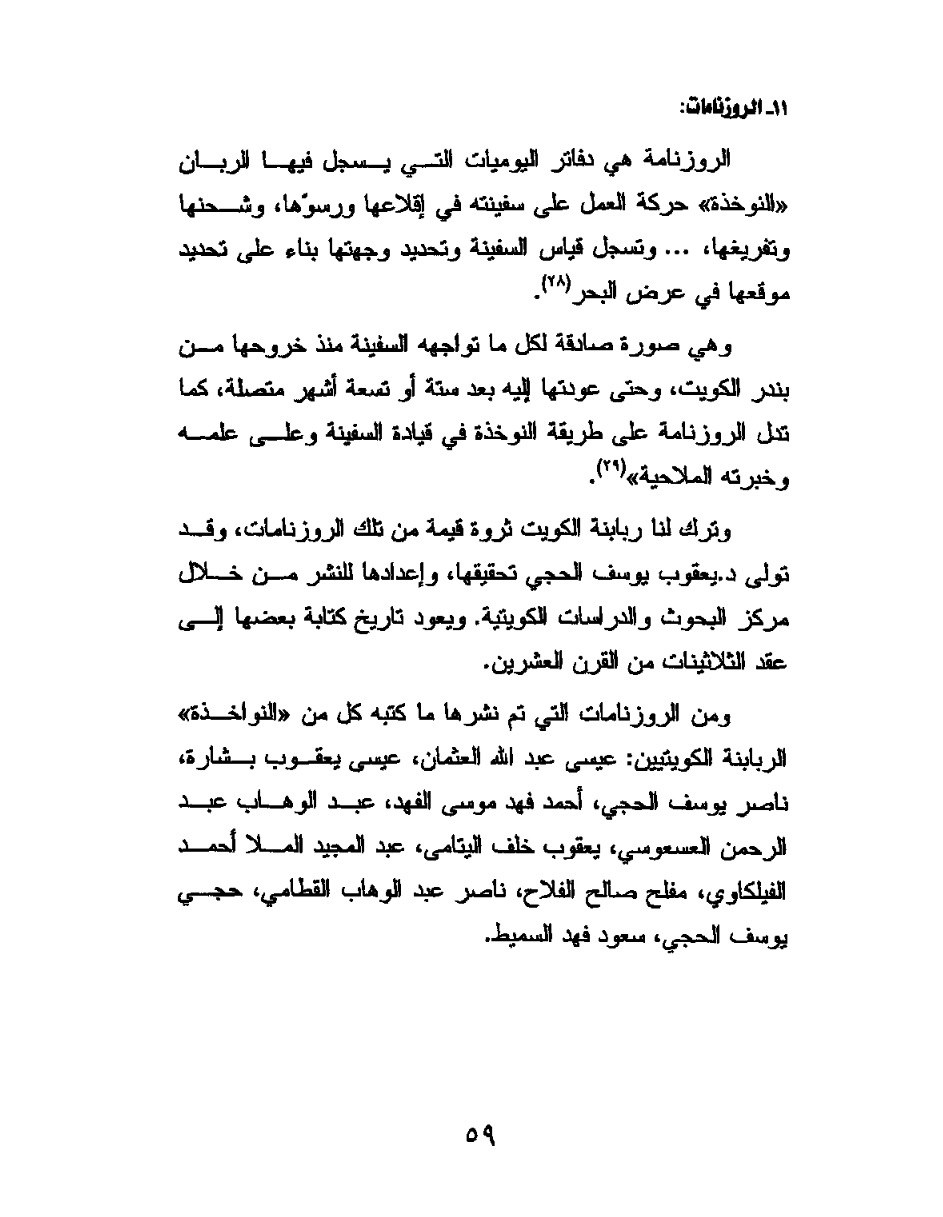 ١١ـ الروزنامات:
الروزنامة هي دفاتر اليوميات التي يسجل فيها الربان
«النوخذة» حركة العمل على سفينته في إقلاعها ورسوّها، وشحنها
وتفريغها، ... وتسجل قياس السفينة وتحديد وجهتها بناء على تحديد
موقعها في عرض البحر(٢٨).
وهي صورة صادقة لكل ما تواجهه السفينة منذ خروجها من
بندر الكويت، وحتى عودتها إليه بعد ستة أو تسعة أشهر متصلة، كما
تدل الروزنامة على طريقة النوخذة في قيادة السفينة وعلى علمه
وخبرته الملاحية»(٢٩).
وترك لنا ربابنة الكويت ثروة قيمة من تلك الروزنامات، وقد
تولى د.يعقوب يوسف الحجي تحقيقها، وإعدادها للنشر من خلال
مركز البحوث والدراسات الكويتية. ويعود تاريخ كتابة بعضها إلى
عقد الثلاثينات من القرن العشرين.
ومن الروزنامات التي تم نشرها ما كتبه كل من «النواخذة»
الربابنة الكويتيين: عيسى عبد الله العثمان، عيسى يعقوب بشارة،
ناصر يوسف الحجي، أحمد فهد موسى الفهد، عبد الوهاب عبد
الرحمن العسعوسي، يعقوب خلف اليتامى، عبد المجيد الملا أحمد
الفيلكاوي، مفلح صالح الفلاح، ناصر عبد الوهاب القطامي، حجي
يوسف الحجي، سعود فهد السميط.
٥٩